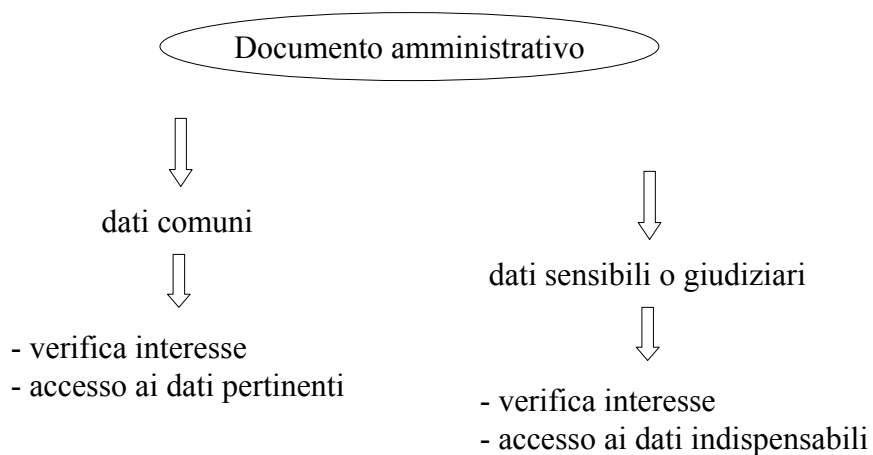 Documento amministrativo
dati comuni
- verifica interesse
- accesso ai dati pertinenti
dati sensibili o giudiziari
- verifica interesse
- accesso ai dati indispensabili